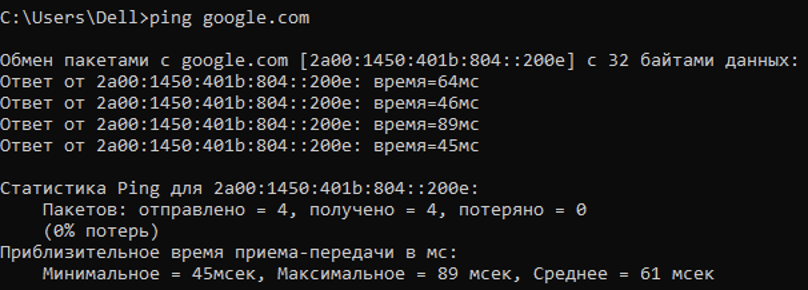 C:\Users\Dell>ping google.com
Обмен пакетами с google.com [2a00:1450:401b:804::200e] с 32 байтами данных:
Ответ от 2a00:1450:401b:804::200e: время=64мс
Ответ от 2a00:1450:401b:804::200e: время=46мс
Ответ от 2a00:1450:401b:804::200e: время=89мс
Ответ от 2a00:1450:401b:804::200e: время=45мс
Статистика Ping для 2a00:1450:401b:804::200e:
Пакетов: отправлено = 4, получено = 4, потеряно = 0
(0% потерь)
Приблизительное время приема-передачи в мс:
Минимальное = 45мсек, Максимальное = 89 мсек, Среднее = 61 мсек